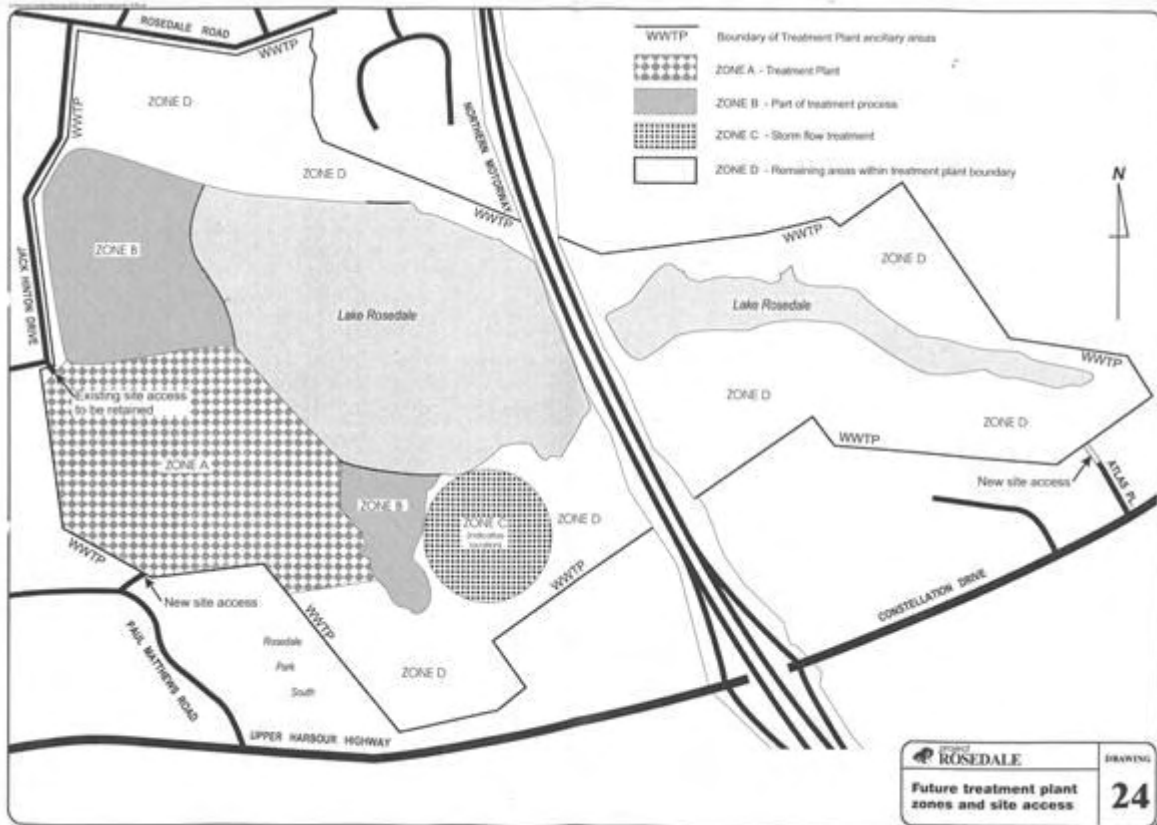 ROSEDALE ROAD
WWTP
WWTP
ZONE D
WWTP
ZONE D
NORTHERN MOTORWAY
WWTP
Boundary of Treatment Plant ancillary areas
ZONE A - Treatment Plant
ZONE B - Part of treatment process
ZONE C - Storm flow treatment
ZONE D - Remaining areas within treatment plant boundary
N
WWTP
WWTP
ZONE D
JACK HINTON DRIVE
ZONE B
Lake Rosedale
Lake Rosedale
WWTP
Existing site access
to be retained
ZONE D
ZONE D
WWTP
ZONE A
New site access
ATLAS PL
ZONE B
ZONE C
ZONE D
WWTP
WWTP
New site access
WWTP
CONSTELLATION DRIVE
PAUL MATTHEWS ROAD
Rosedale
Park
South
ZONE D
UPPER HARBOUR HIGHWAY
project
ROSEDALE
DRAWING
Future treatment plant
zones and site access
24